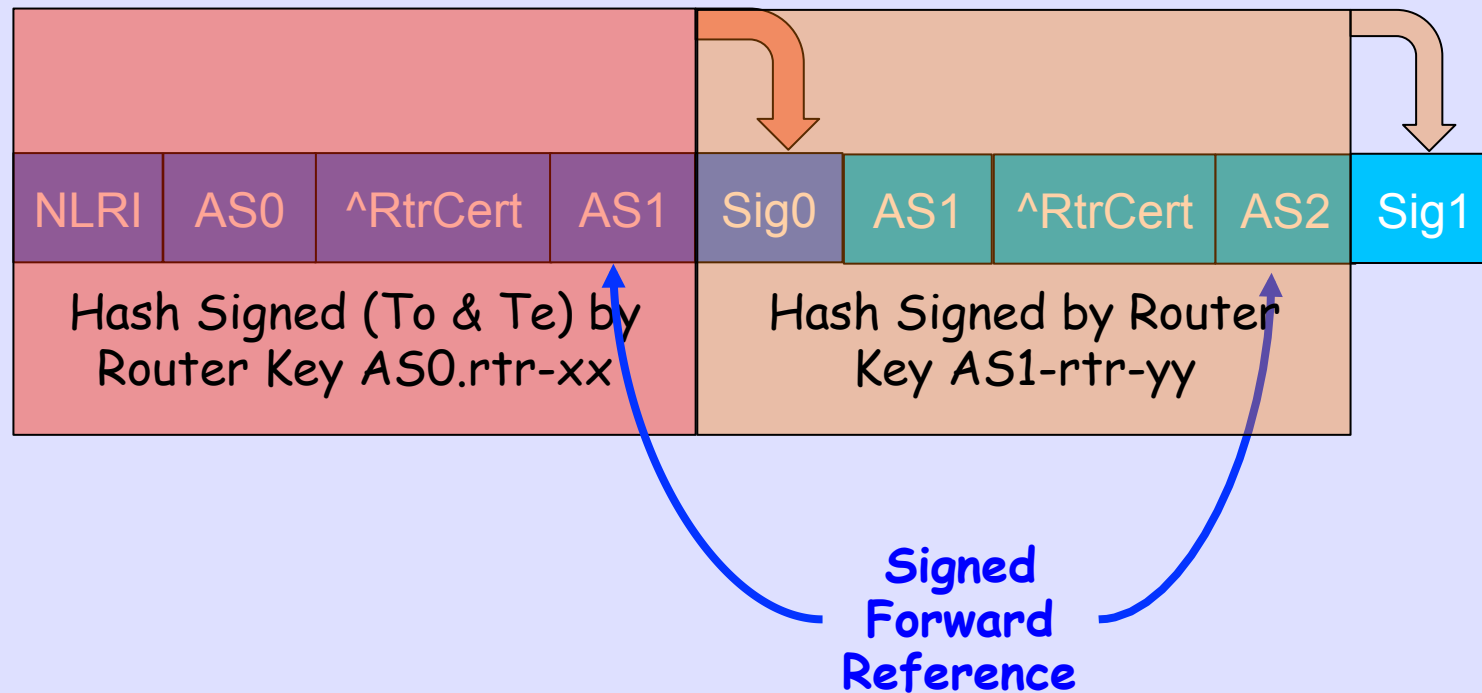 NLRI AS0 ^RtrCert AS1 Sig0 AS1 ^RtrCert AS2 Sig1
Hash Signed (To & Te) by
Router Key AS0.rtr-xx
Hash Signed by Router
Key AS1-rtr-yy
Signed
Forward
Reference